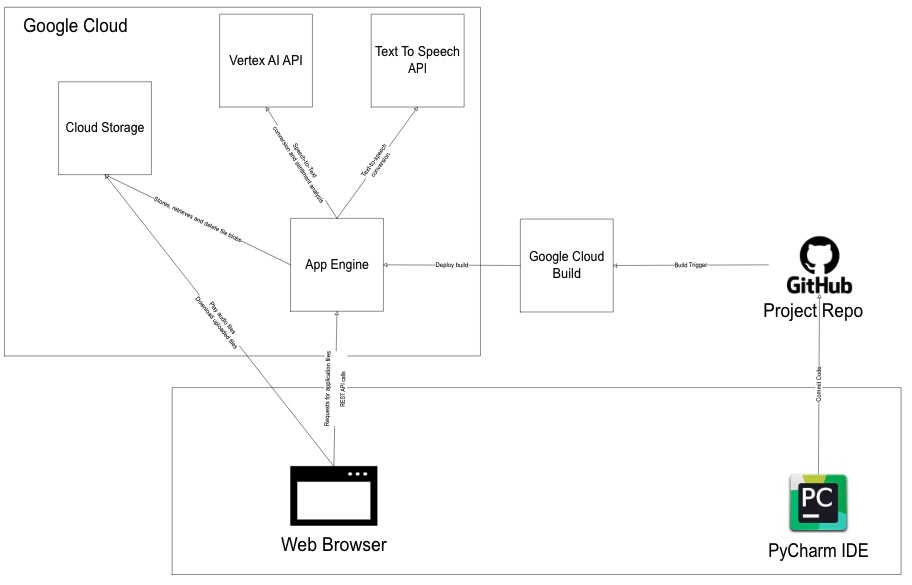 Google Cloud
Vertex AI API
Text To Speech
API
Cloud Storage
Speech-to-Text
conversion and sentiment analysis
Text-to-speech
conversion
Stores, retrieves and delete file blobs
App Engine
Deploy build
Google Cloud
Build
Build Trigger
GitHub
Project Repo
Play audio files
Download uploaded files
Requests for application files
REST API calls
Commit Code
Web Browser
PC
PyCharm IDE